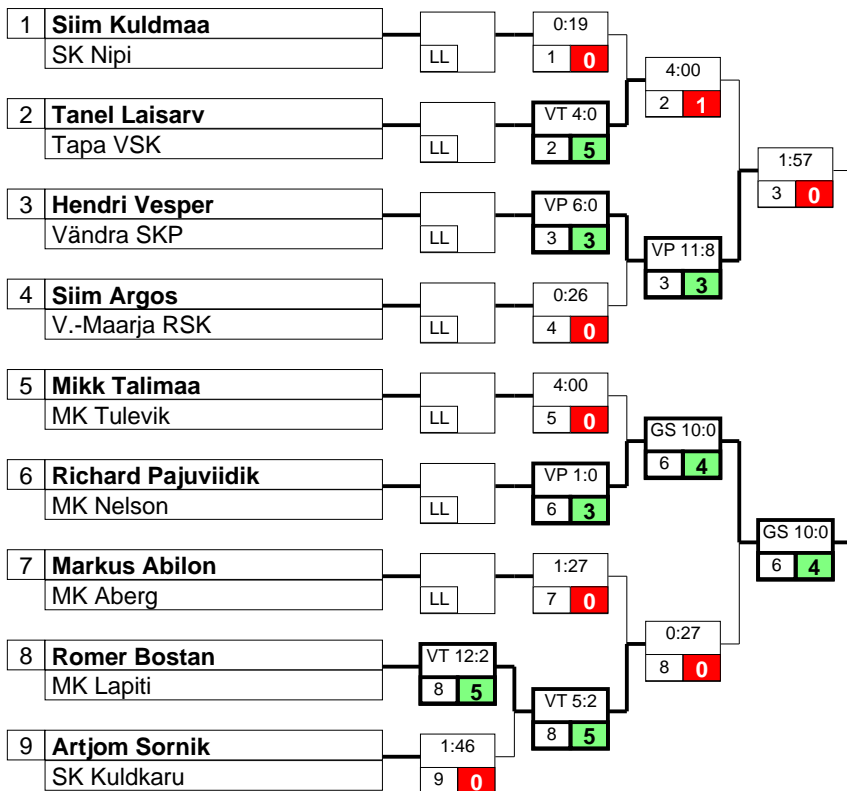 1 Siim Kuldmaa
SK Nipi
LL
0:19
1 0
4:00
2 1
2 Tanel Laisarv
Tapa VSK
LL
VT 4:0
2 5
1:57
3 0
3 Hendri Vesper
Vändra SKP
LL
VP 6:0
3 3
VP 11:8
3 3
4 Siim Argos
V.-Maarja RSK
LL
0:26
4 0
5 Mikk Talimaa
MK Tulevik
LL
4:00
5 0
GS 10:0
6 4
6 Richard Pajuviidik
MK Nelson
LL
VP 1:0
6 3
GS 10:0
6 4
7 Markus Abilon
MK Aberg
LL
1:27
7 0
0:27
8 0
8 Romer Bostan
MK Lapiti
VT 12:2
8 5
VT 5:2
8 5
9 Artjom Sornik
SK Kuldkaru
1:46
9 0